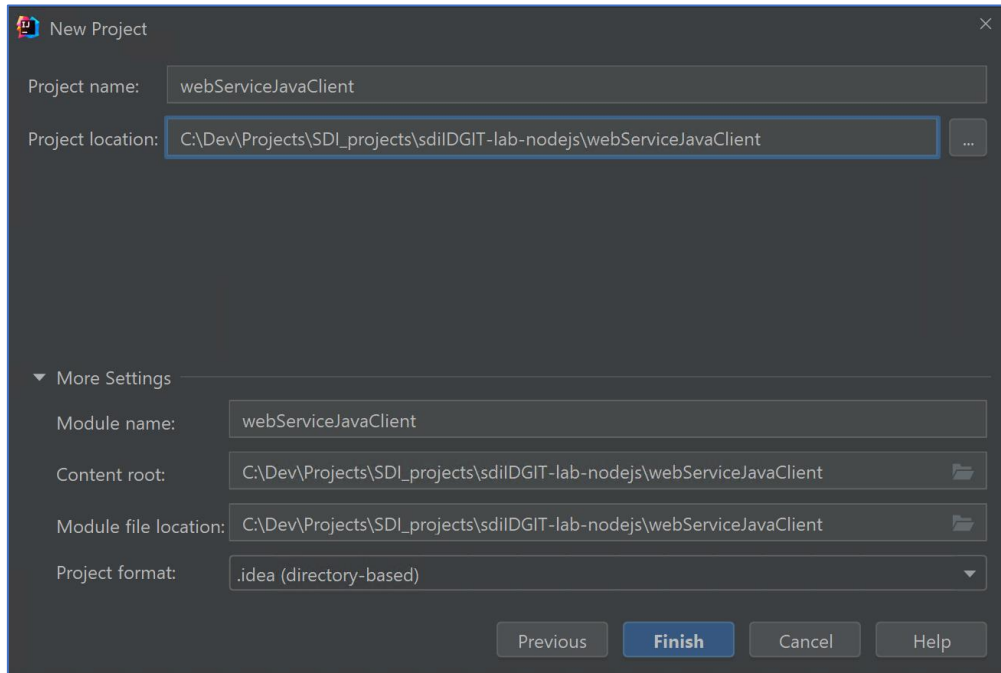 New Project
Project name: webServiceJavaClient
Project location: C:\Dev\Projects\SDI_projects\sdiIDGIT-lab-nodejs\webServiceJavaClient ...
More Settings
Module name: webServiceJavaClient
Content root: C:\Dev\Projects\SDI_projects\sdiIDGIT-lab-nodejs\webServiceJavaClient
Module file location: C:\Dev\Projects\SDI_projects\sdiIDGIT-lab-nodejs\webServiceJavaClient
Project format: .idea (directory-based)
Previous Finish Cancel Help